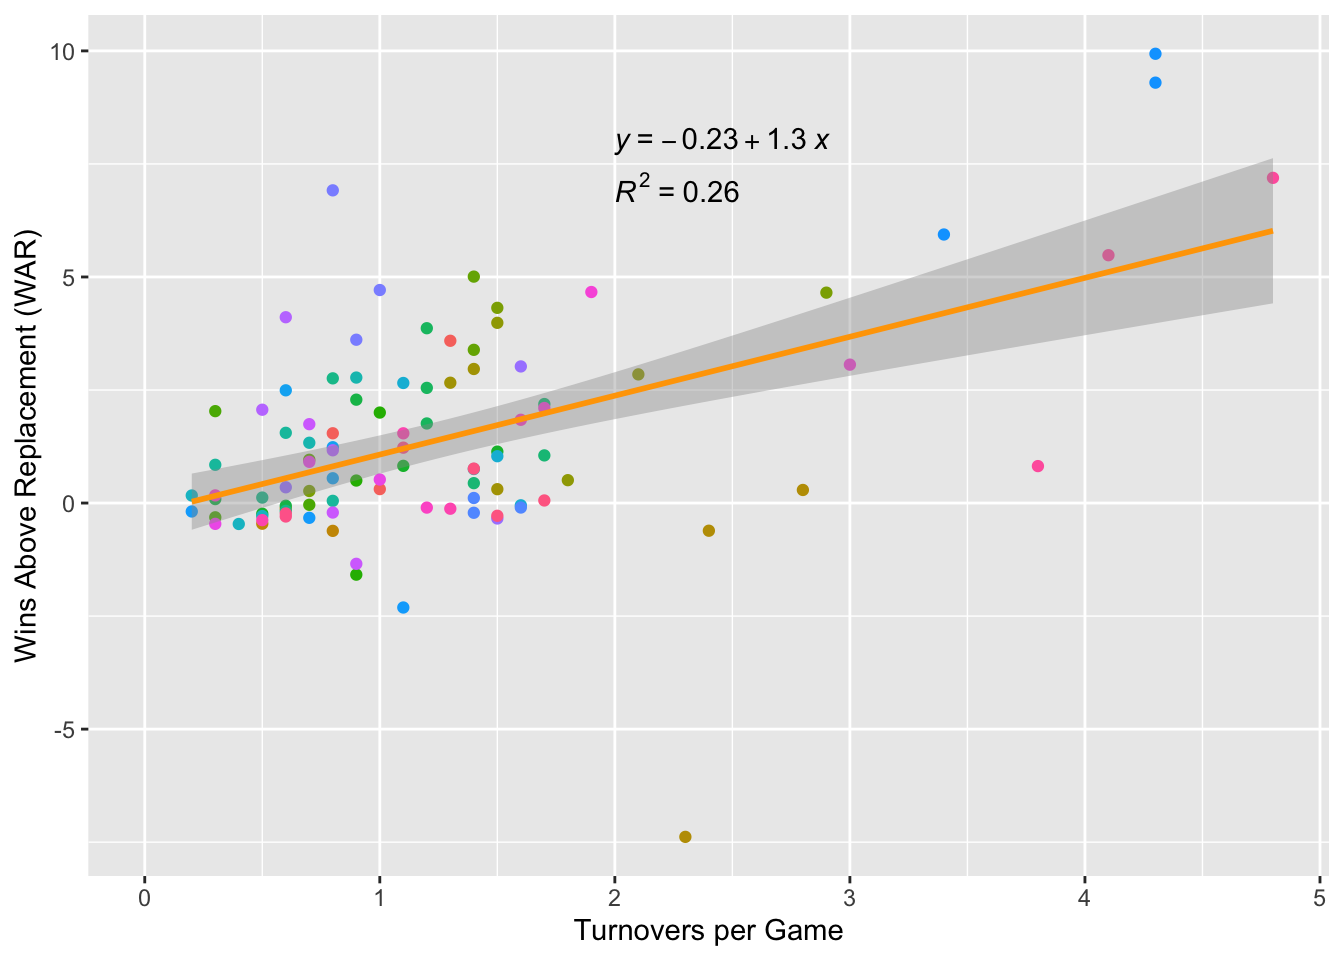 10
5
0
-5
Wins Above Replacement (WAR)
y = −0.23 + 1.3 x
R² = 0.26
0 1 2 3 4 5
Turnovers per Game